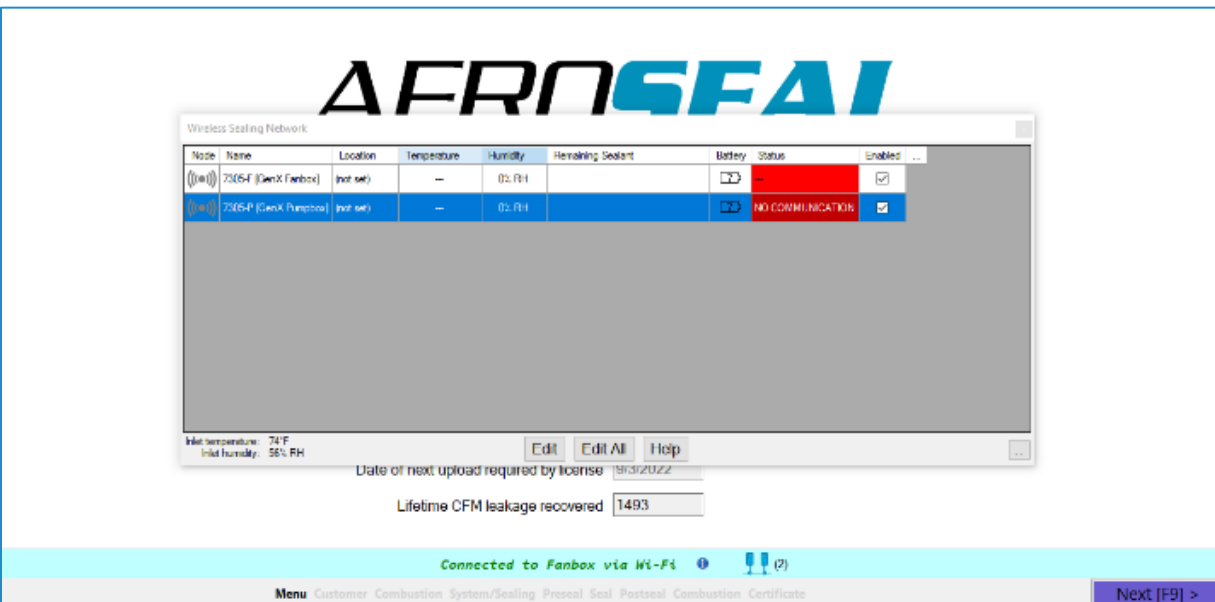 AEROSEAL
Wireless Sealing Network
Node Name Location Temperature Humidity Remaining Sealant Battery Status Enabled ...
7305-F [GenX Fanbox] (not set) --- 0% RH ? ---
7305-P [GenX Pumpbox] (not set) --- 0% RH ? NO COMMUNICATION
Inlet temperature: 74°F
Inlet humidity: 56% RH
Edit Edit All Help ...
Date of next upload required by license 9/3/2022
Lifetime CFM leakage recovered 1493
Connected to Fanbox via Wi-Fi (2)
Menu Customer Combustion System/Sealing Preseal Seal Postseal Combustion Certificate
Next [F9] >